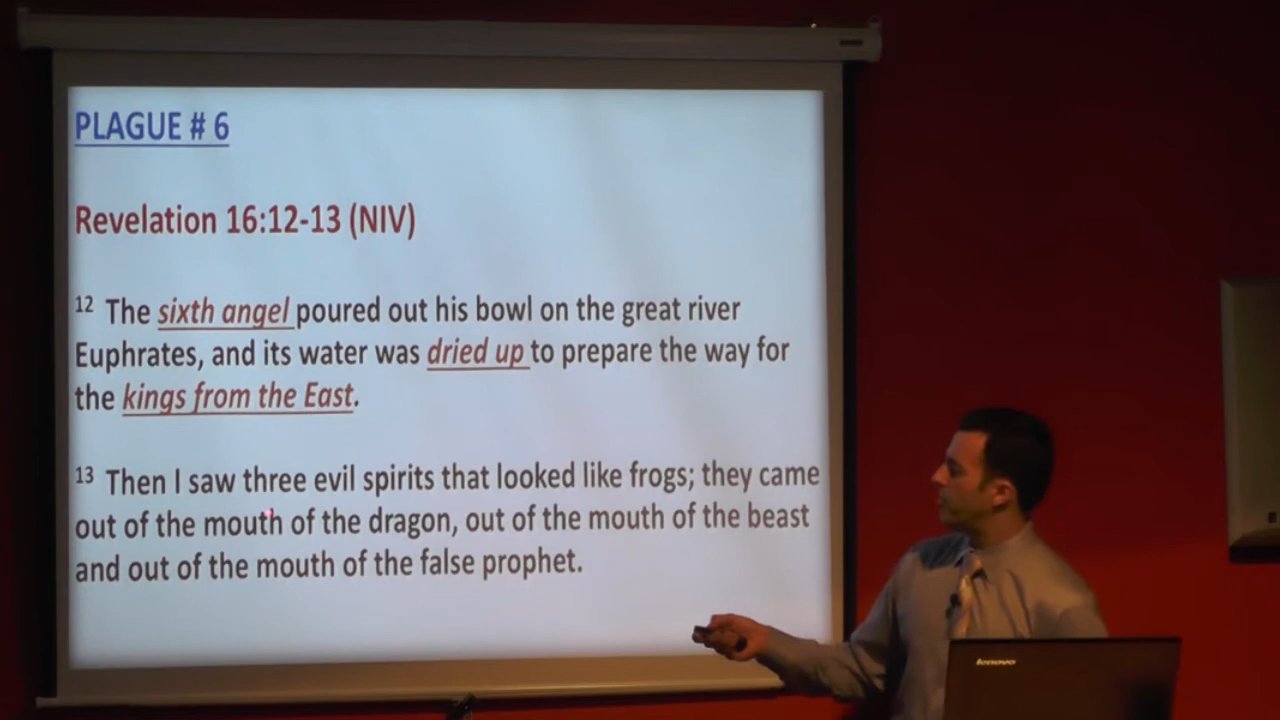 PLAGUE # 6
Revelation 16:12-13 (NIV)
12 The sixth angel poured out his bowl on the great river
Euphrates, and its water was dried up to prepare the way for
the kings from the East.
13 Then I saw three evil spirits that looked like frogs; they came
out of the mouth of the dragon, out of the mouth of the beast
and out of the mouth of the false prophet.
lenovo